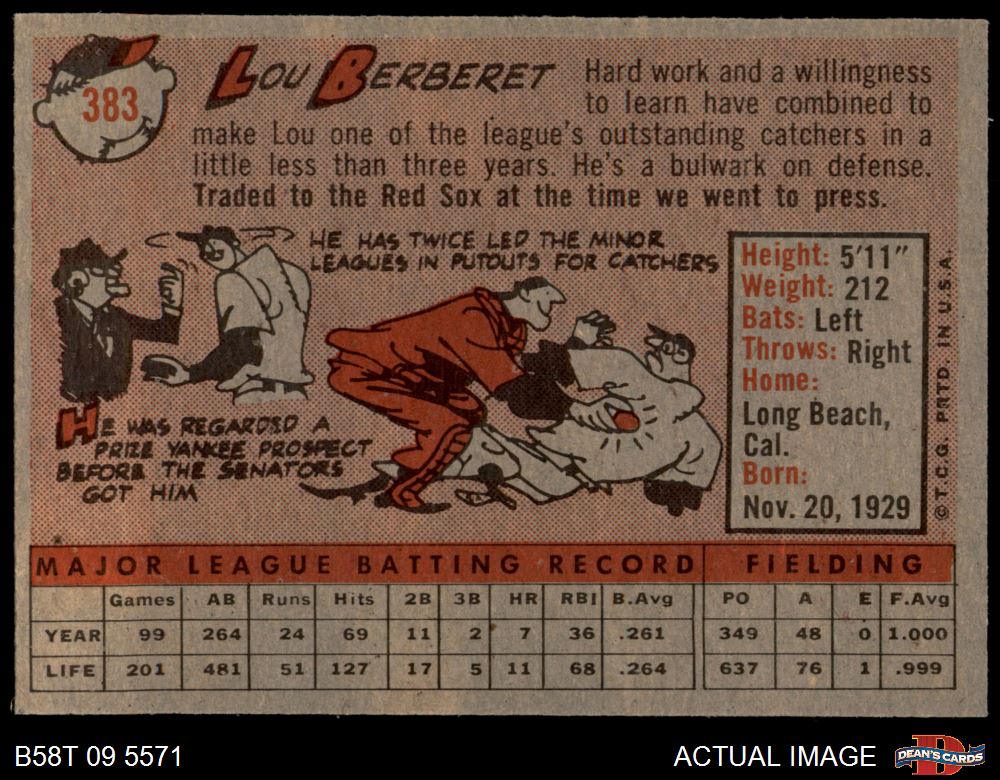 383
LOU BERBERET
Hard work and a willingness
to learn have combined to
make Lou one of the league's outstanding catchers in a
little less than three years. He's a bulwark on defense.
Traded to the Red Sox at the time we went to press.
HE HAS TWICE LED THE MINOR
LEAGUES IN PUTOUTS FOR CATCHERS
HE WAS REGARDED A
PRIZE YANKEE PROSPECT
BEFORE THE SENATORS
GOT HIM
Height: 5'11"
Weight: 212
Bats: Left
Throws: Right
Home:
Long Beach,
Cal.
Born:
Nov. 20, 1929
© T.C.G. PRTD. IN U.S.A.
MAJOR LEAGUE BATTING RECORD FIELDING
Games AB Runs Hits 2B 3B HR RBI B.Avg PO A E F.Avg
YEAR 99 264 24 69 11 2 7 36 .261 349 48 0 1.000
LIFE 201 481 51 127 17 5 11 68 .264 637 76 1 .999
B58T 09 5571
ACTUAL IMAGE
DEAN'S CARDS